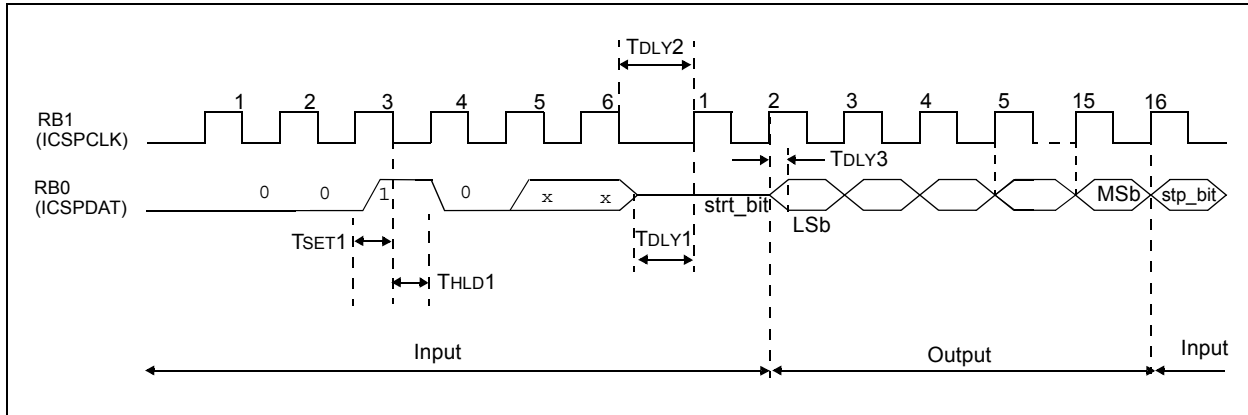 TDLY2
1 2 3 4 5 6 1 2 3 4 5 15 16
RB1
(ICSPCLK)
TDLY3
RB0
(ICSPDAT)
0 0 1 0 x x strt_bit LSb MSb stp_bit
TSET1
TDLY1
THLD1
Input Output Input